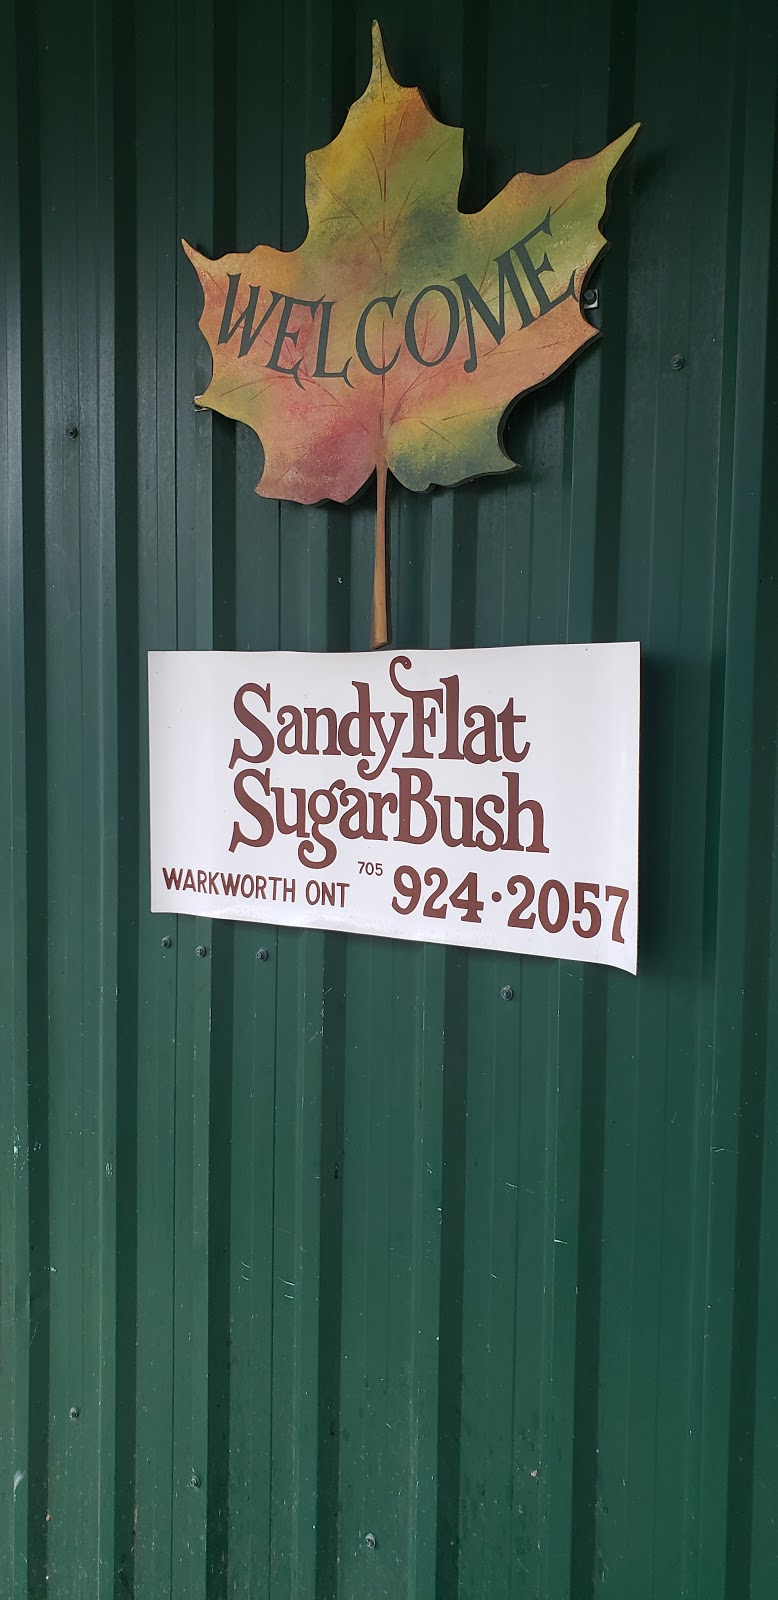 WELCOME
Sandy Flat
SugarBush
WARKWORTH ONT 705 924·2057